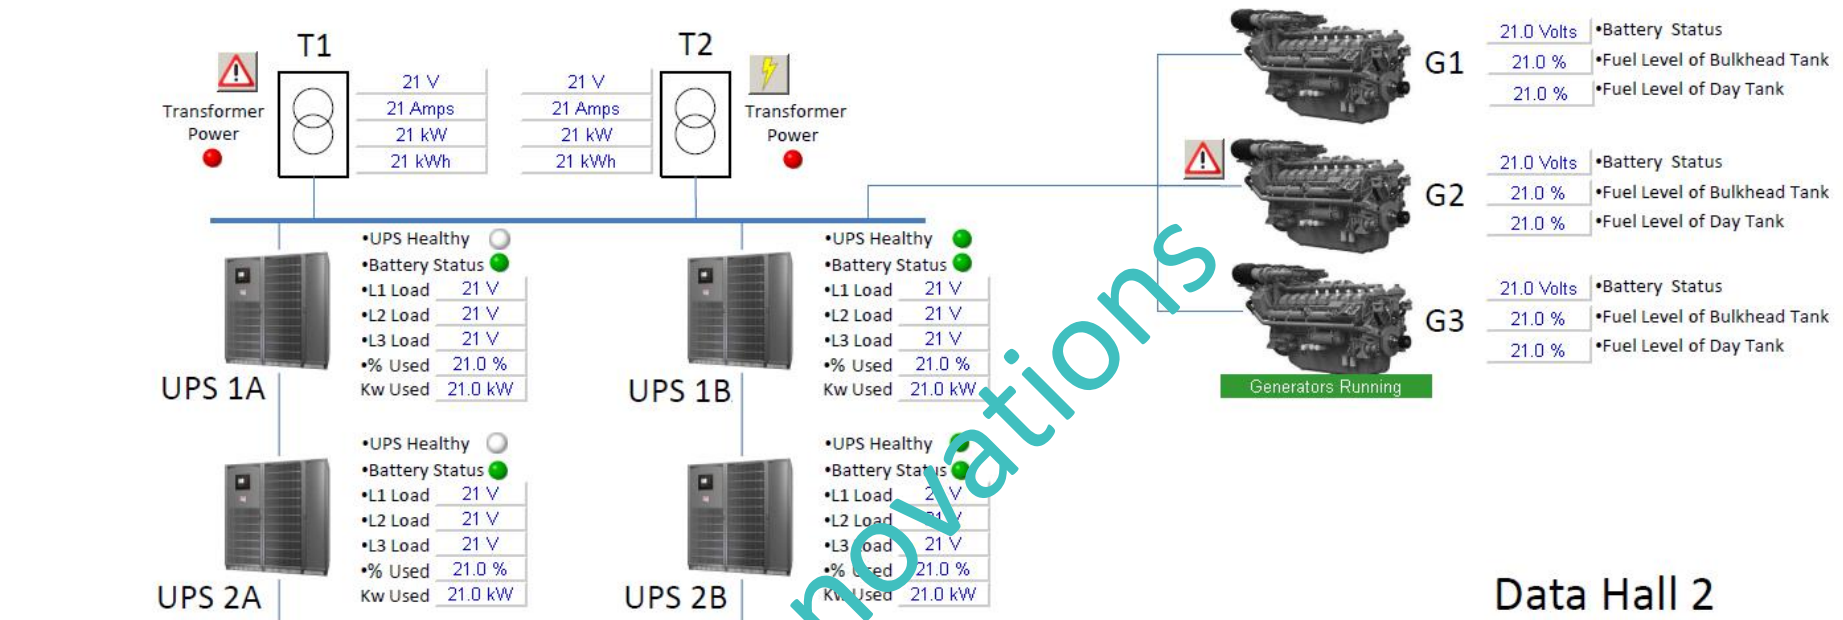 T1
Transformer
Power
21 V
21 Amps
21 kW
21 kWh
T2
21 V
21 Amps
21 kW
21 kWh
Transformer
Power
G1
21.0 Volts •Battery Status
21.0 % •Fuel Level of Bulkhead Tank
21.0 % •Fuel Level of Day Tank
G2
21.0 Volts •Battery Status
21.0 % •Fuel Level of Bulkhead Tank
21.0 % •Fuel Level of Day Tank
G3
21.0 Volts •Battery Status
21.0 % •Fuel Level of Bulkhead Tank
21.0 % •Fuel Level of Day Tank
Generators Running
UPS 1A
•UPS Healthy
•Battery Status
•L1 Load 21 V
•L2 Load 21 V
•L3 Load 21 V
•% Used 21.0 %
Kw Used 21.0 kW
UPS 1B
•UPS Healthy
•Battery Status
•L1 Load 21 V
•L2 Load 21 V
•L3 Load 21 V
•% Used 21.0 %
Kw Used 21.0 kW
UPS 2A
•UPS Healthy
•Battery Status
•L1 Load 21 V
•L2 Load 21 V
•L3 Load 21 V
•% Used 21.0 %
Kw Used 21.0 kW
UPS 2B
•UPS Healthy
•Battery Status
•L1 Load 21 V
•L2 Load 21 V
•L3 Load 21 V
•% Used 21.0 %
Kw Used 21.0 kW
Data Hall 2
novations